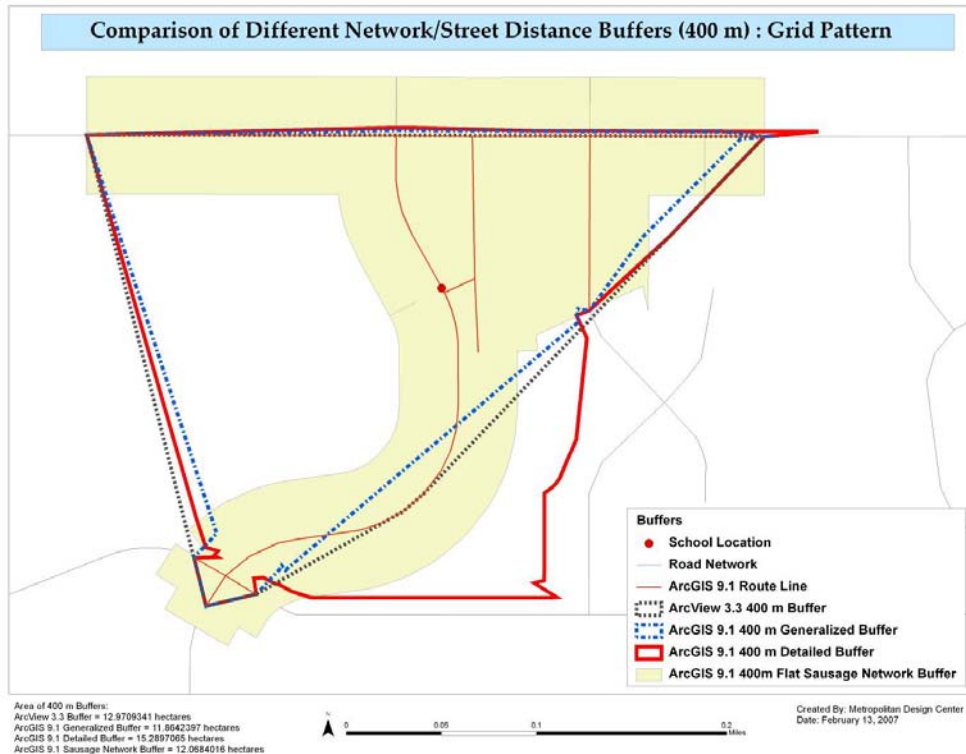 Comparison of Different Network/Street Distance Buffers (400 m) : Grid Pattern
Buffers
School Location
Road Network
ArcGIS 9.1 Route Line
ArcView 3.3 400 m Buffer
ArcGIS 9.1 400 m Generalized Buffer
ArcGIS 9.1 400 m Detailed Buffer
ArcGIS 9.1 400m Flat Sausage Network Buffer
Area of 400 m Buffers:
ArcView 3.3 Buffer = 12.9709341 hectares
ArcGIS 9.1 Generalized Buffer = 11.8642397 hectares
ArcGIS 9.1 Detailed Buffer = 15.2897065 hectares
ArcGIS 9.1 Sausage Network Buffer = 12.0684016 hectares
0 0.05 0.1 0.2
Miles
Created By: Metropolitan Design Center
Date: February 13, 2007